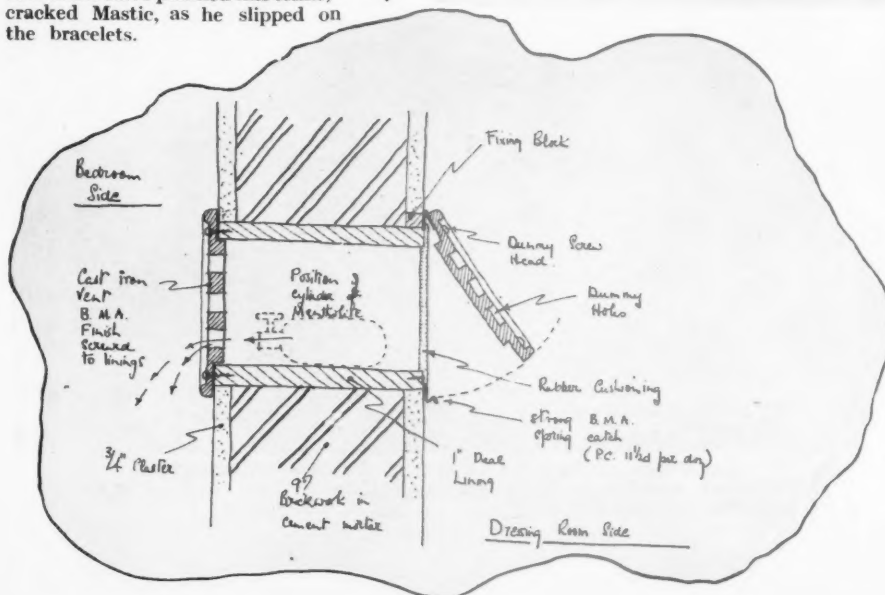 cracked Mastic, as he slipped on
the bracelets.
Bedroom
Side
Fixing Block
Dummy Screw
Head.
Dummy
Holes
Cast iron
Vent
B.M.A.
Finish
Screwed
to linings
Position of
cylinder of
Mentholite
Rubber Cushioning
Strong B.M.A.
Spring catch
(P.C. 11½d per doz)
1" Deal
Lining
3/4" Plaster
9"
Brickwork in
cement mortar
Dressing Room Side